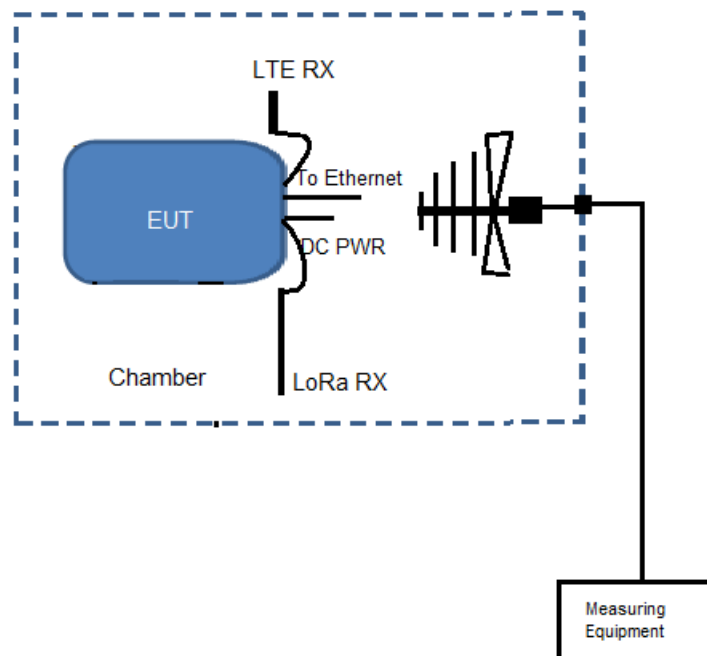 LTE RX
To Ethernet
EUT
DC PWR
Chamber
LoRa RX
Measuring
Equipment